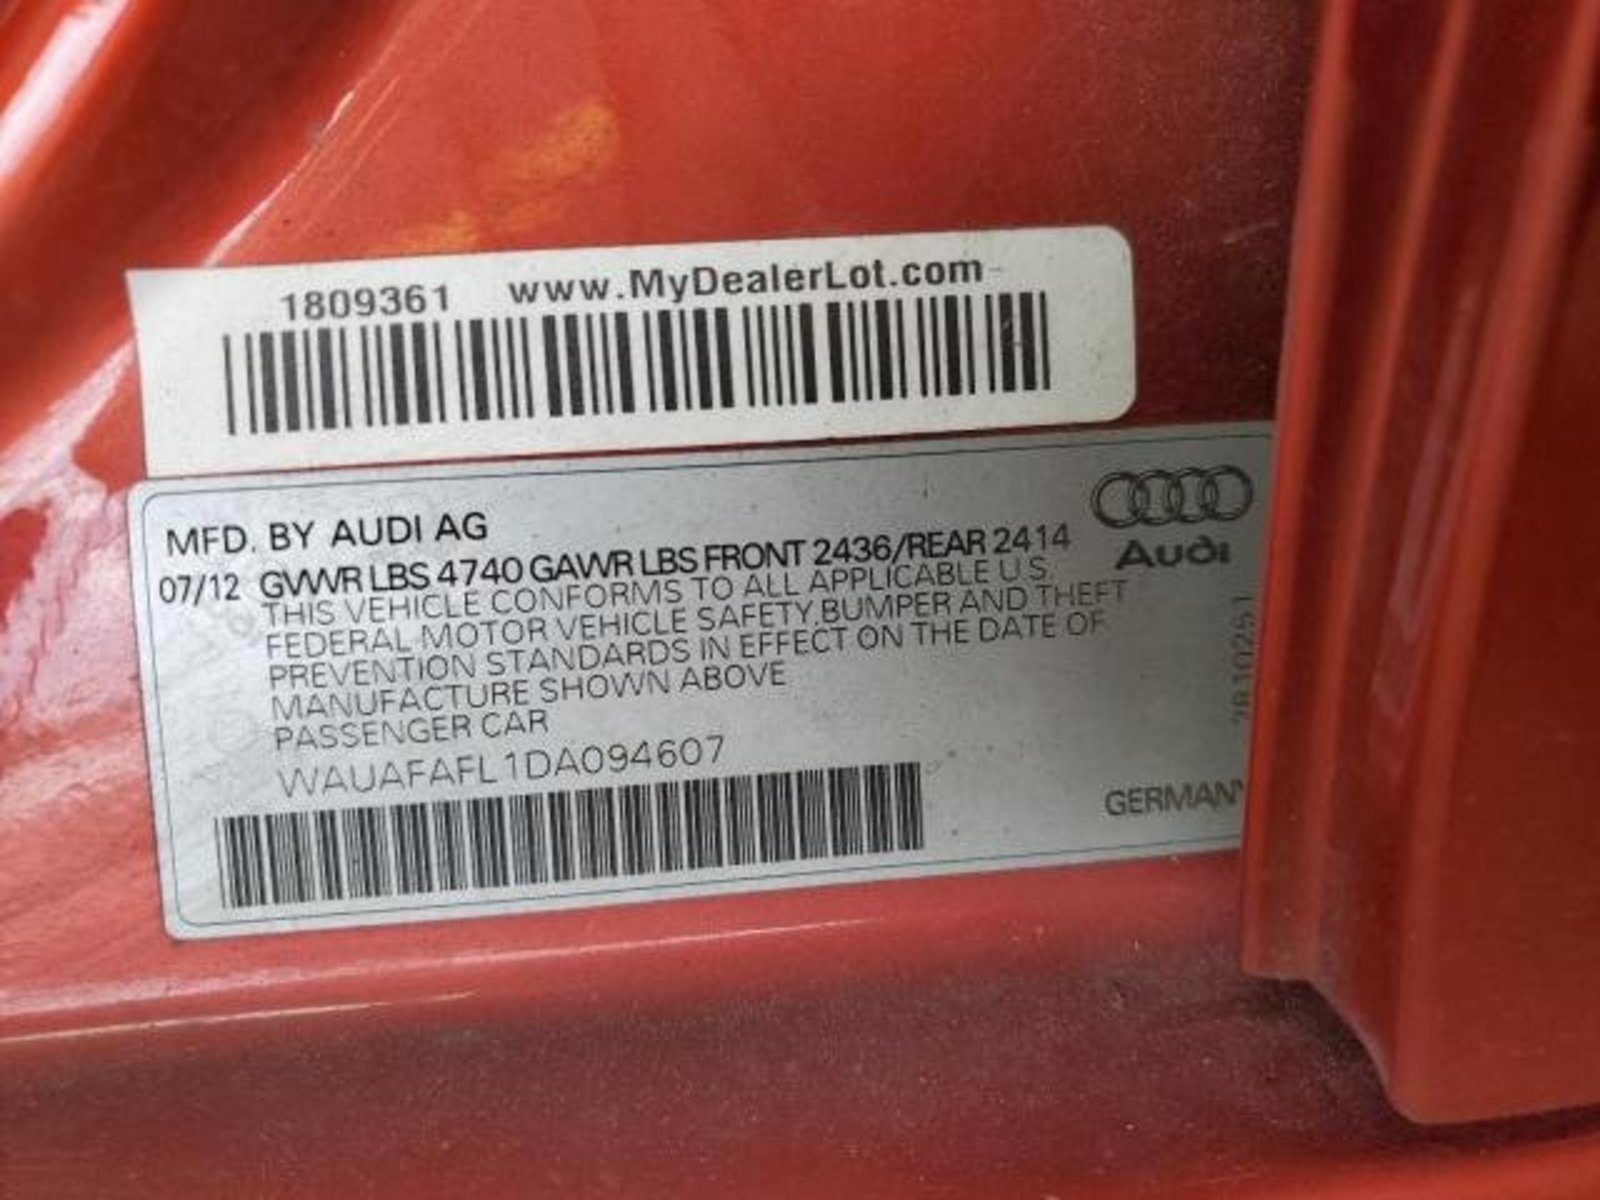 1809361 www.MyDealerLot.com
MFD. BY AUDI AG
07/12 GVWR LBS 4740 GAWR LBS FRONT 2436/REAR 2414
THIS VEHICLE CONFORMS TO ALL APPLICABLE U.S.
FEDERAL MOTOR VEHICLE SAFETY, BUMPER AND THEFT
PREVENTION STANDARDS IN EFFECT ON THE DATE OF
MANUFACTURE SHOWN ABOVE
PASSENGER CAR
WAUAFAFL1DA094607
Audi
GERMANY